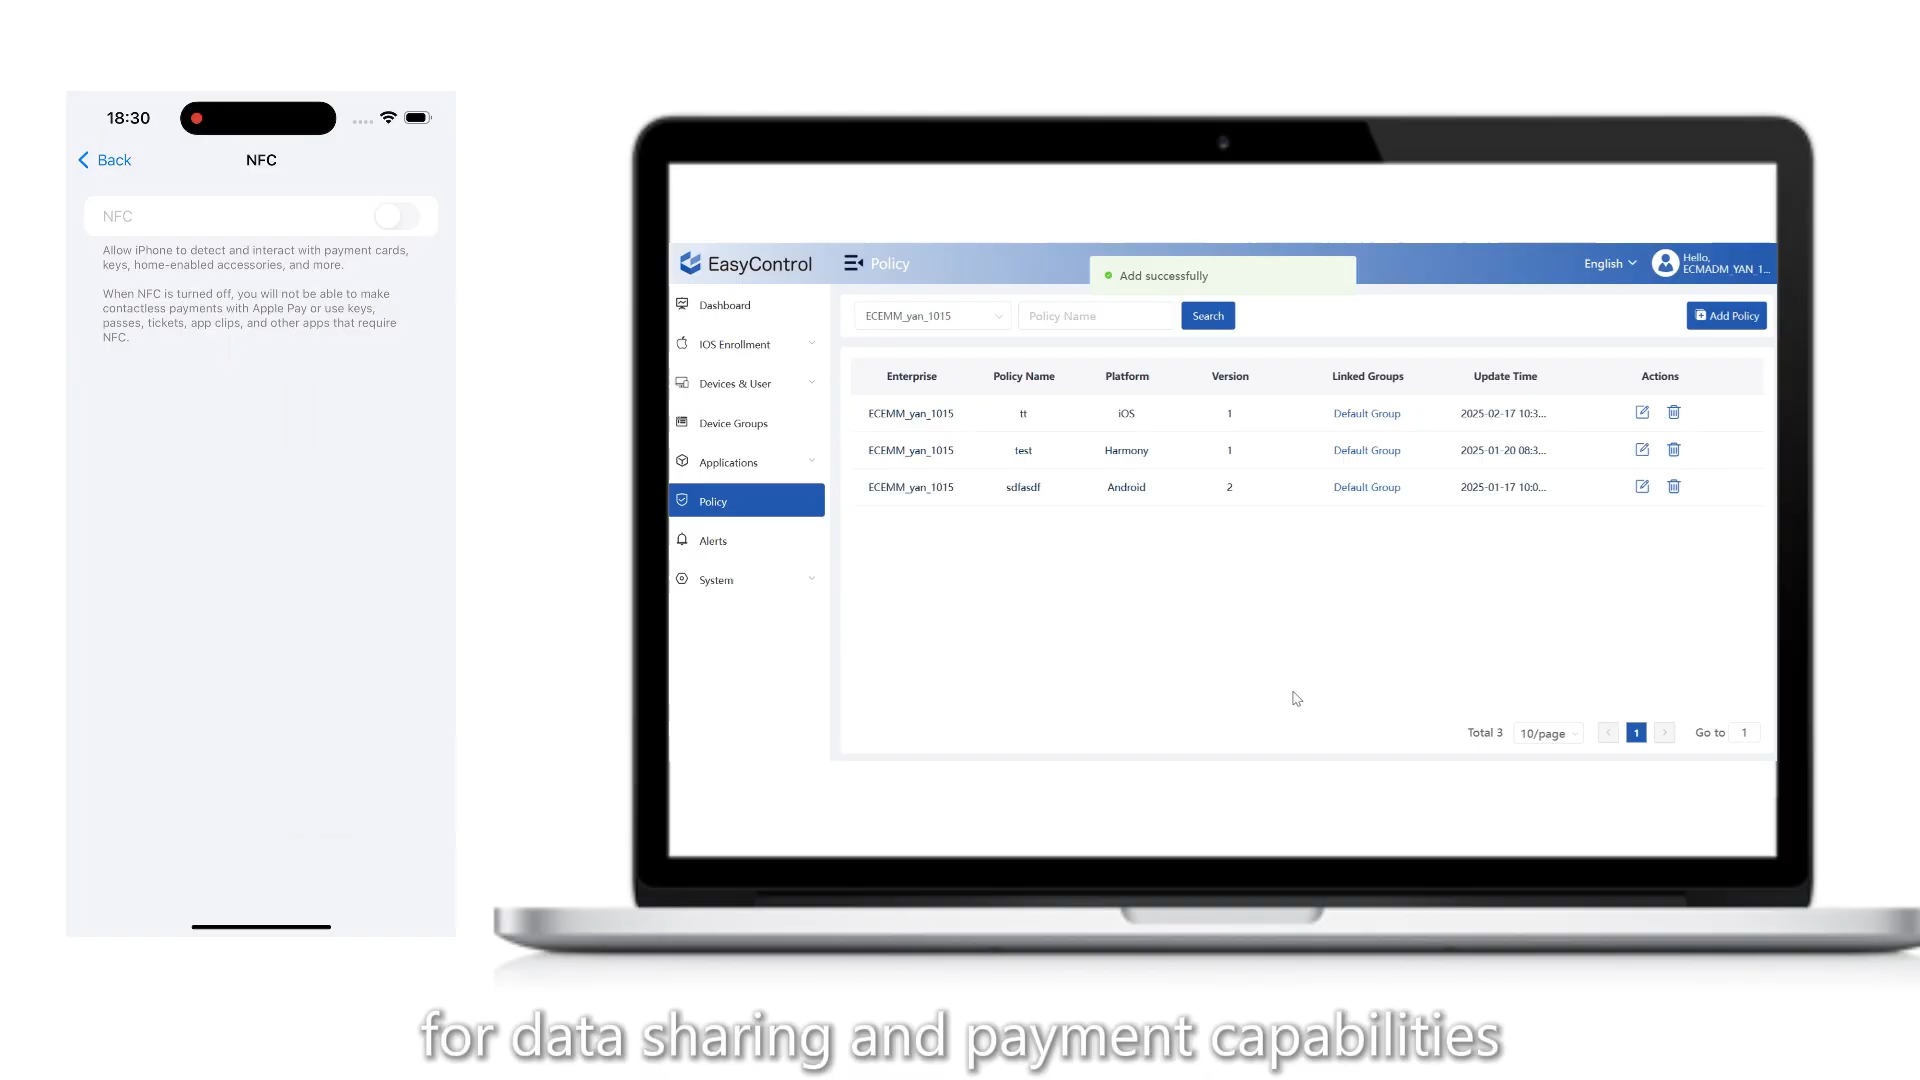 18:30
Back
NFC
NFC
Allow iPhone to detect and interact with payment cards,
keys, home-enabled accessories, and more.
When NFC is turned off, you will not be able to make
contactless payments with Apple Pay or use keys,
passes, tickets, app clips, and other apps that require
NFC.
EasyControl
Policy
Add successfully
English
Hello,
ECMADM_YAN_1...
Dashboard
IOS Enrollment
Devices & User
Device Groups
Applications
Policy
Alerts
System
ECEMM_yan_1015
Policy Name
Search
Add Policy
Enterprise Policy Name Platform Version Linked Groups Update Time Actions
ECEMM_yan_1015 tt iOS 1 Default Group 2025-02-17 10:3...
ECEMM_yan_1015 test Harmony 1 Default Group 2025-01-20 08:3...
ECEMM_yan_1015 sdfasdf Android 2 Default Group 2025-01-17 10:0...
Total 3 10/page 1 Go to 1
for data sharing and payment capabilities